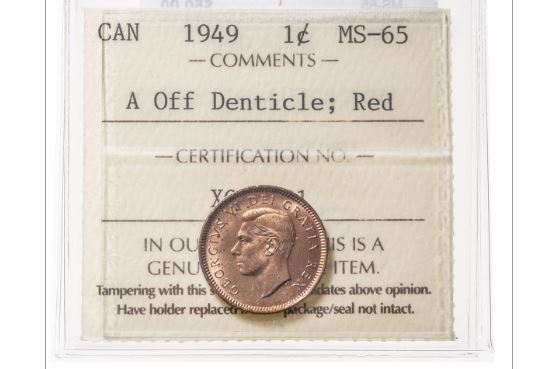 CAN 1949 1¢ MS-65
— COMMENTS —
A Off Denticle; Red
— CERTIFICATION NO. —
GEORGIVS VI DEI GRATIA REX
IN OU IS IS A
GENU ITEM.
Tampering with this dates above opinion.
Have holder replaced package/seal not intact.